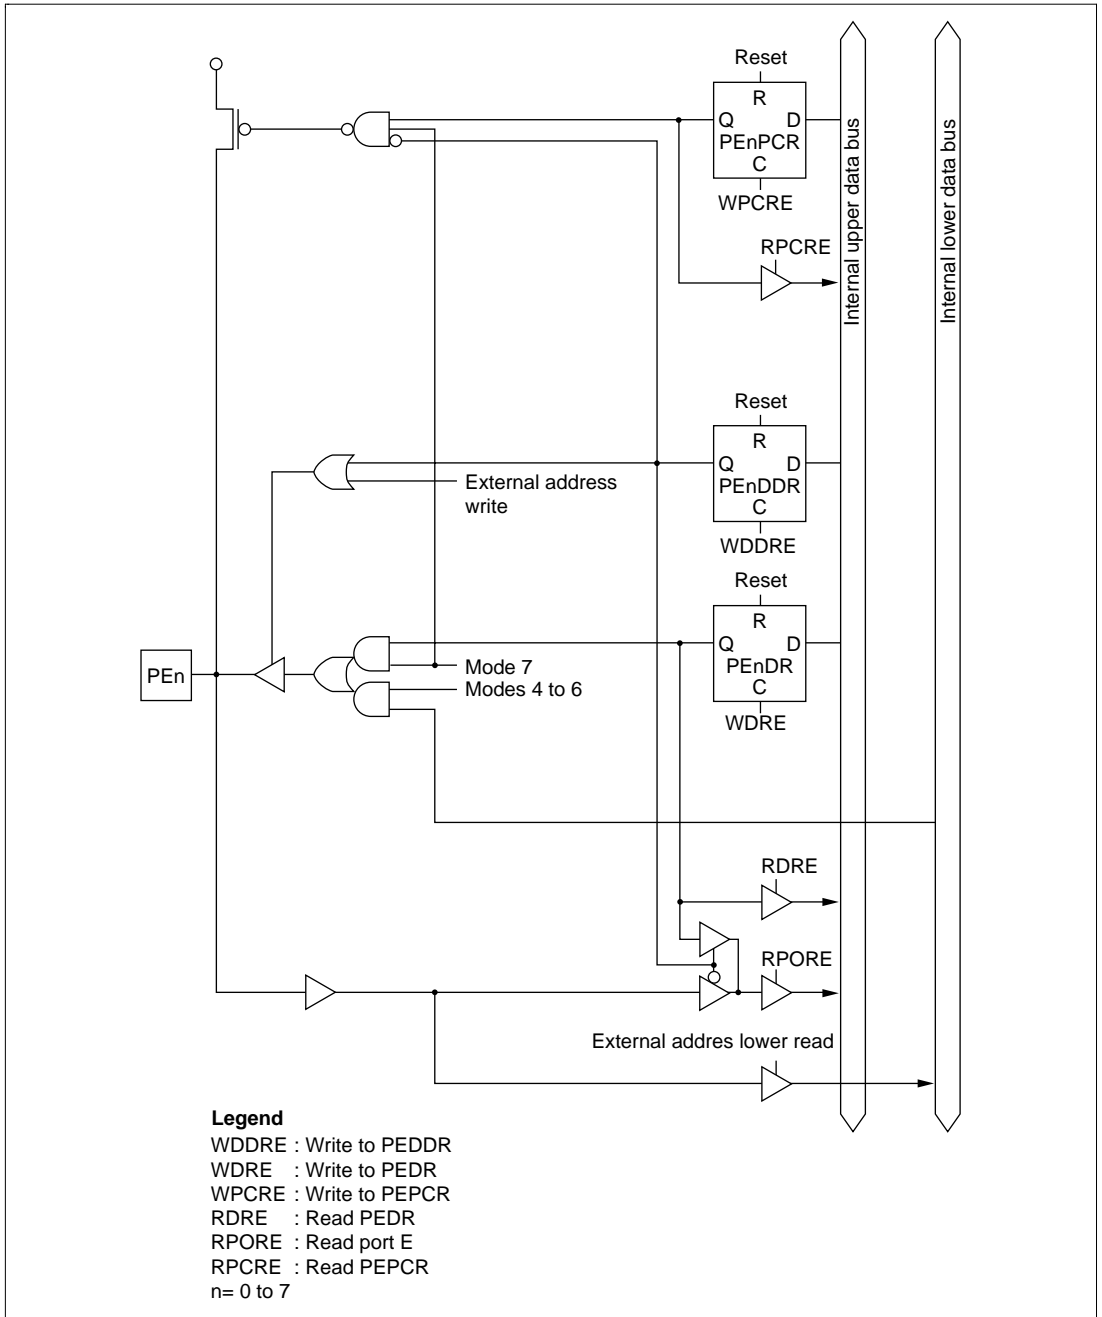 Reset
R
Q D
PEnPCR
C
WPCRE
RPCRE
Internal upper data bus
Internal lower data bus
Reset
R
Q D
PEnDDR
C
WDDRE
External address
write
Reset
R
Q D
PEnDR
C
WDRE
PEn
Mode 7
Modes 4 to 6
RDRE
RPORE
External addres lower read
Legend
WDDRE : Write to PEDDR
WDRE : Write to PEDR
WPCRE : Write to PEPCR
RDRE : Read PEDR
RPORE : Read port E
RPCRE : Read PEPCR
n= 0 to 7